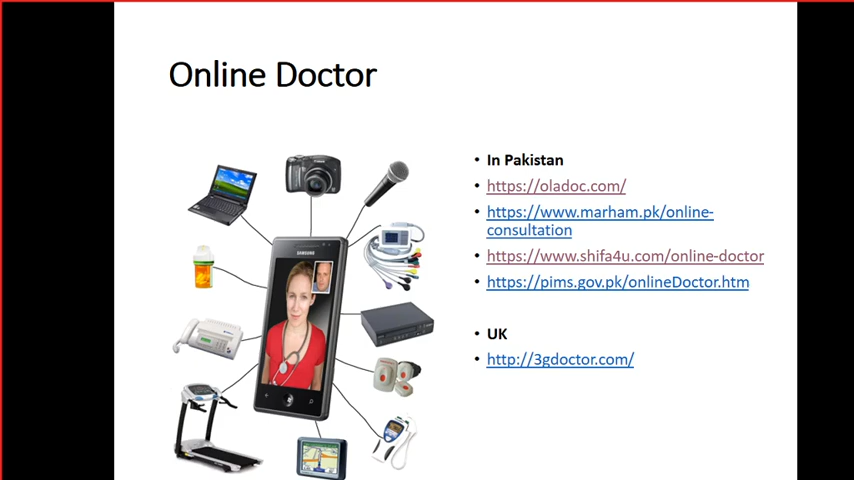 Online Doctor
• In Pakistan
• https://oladoc.com/
• https://www.marham.pk/online-
consultation
• https://www.shifa4u.com/online-doctor
• https://pims.gov.pk/onlineDoctor.htm
• UK
• http://3gdoctor.com/
SAMSUNG